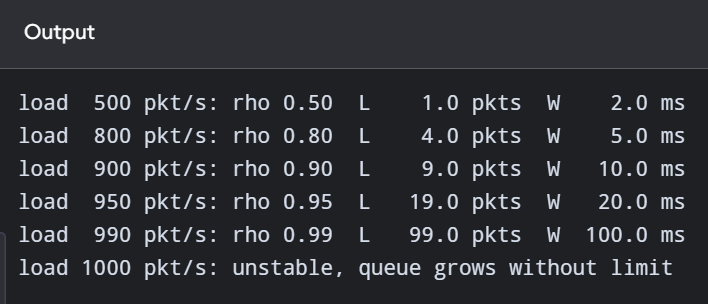 Output
load  500 pkt/s: rho 0.50  L    1.0 pkts  W    2.0 ms
load  800 pkt/s: rho 0.80  L    4.0 pkts  W    5.0 ms
load  900 pkt/s: rho 0.90  L    9.0 pkts  W   10.0 ms
load  950 pkt/s: rho 0.95  L   19.0 pkts  W   20.0 ms
load  990 pkt/s: rho 0.99  L   99.0 pkts  W  100.0 ms
load 1000 pkt/s: unstable, queue grows without limit